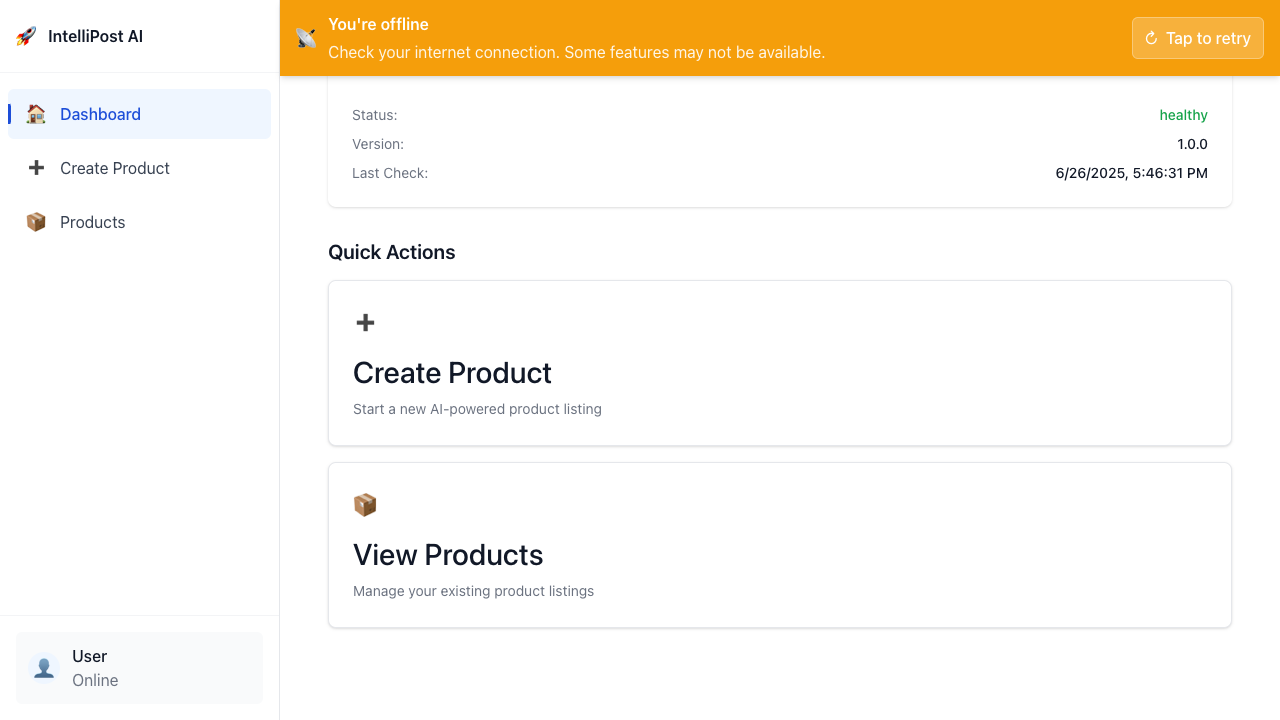 IntelliPost AI
Dashboard
Create Product
Products
User
Online
You're offline
Check your internet connection. Some features may not be available.
↻ Tap to retry
Status: healthy
Version: 1.0.0
Last Check: 6/26/2025, 5:46:31 PM
Quick Actions
Create Product
Start a new AI-powered product listing
View Products
Manage your existing product listings